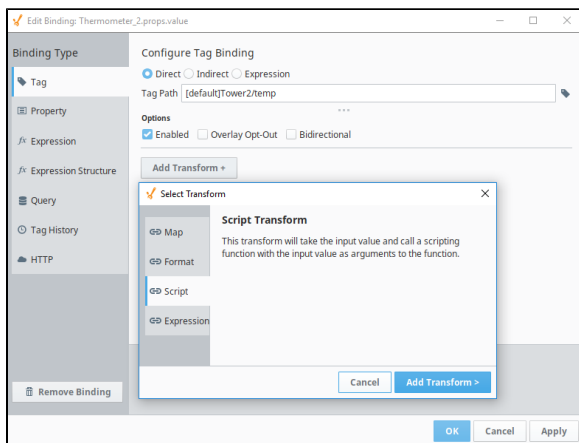 Edit Binding: Thermometer_2.props.value
Binding Type
Tag
Property
fx Expression
fx Expression Structure
Query
Tag History
HTTP
Remove Binding
Configure Tag Binding
Direct Indirect Expression
Tag Path [default]Tower2/temp
Options
Enabled Overlay Opt-Out Bidirectional
Add Transform +
Select Transform
Map
Format
Script
Expression
Script Transform
This transform will take the input value and call a scripting
function with the input value as arguments to the function.
Cancel Add Transform >
OK Cancel Apply